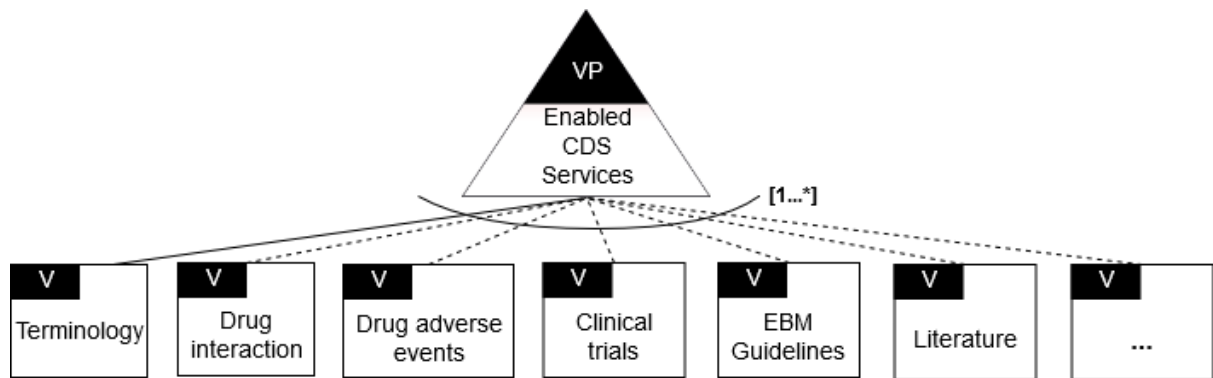 VP
Enabled
CDS
Services
[1...*]
V
Terminology
V
Drug
interaction
V
Drug adverse
events
V
Clinical
trials
V
EBM
Guidelines
V
Literature
V
...